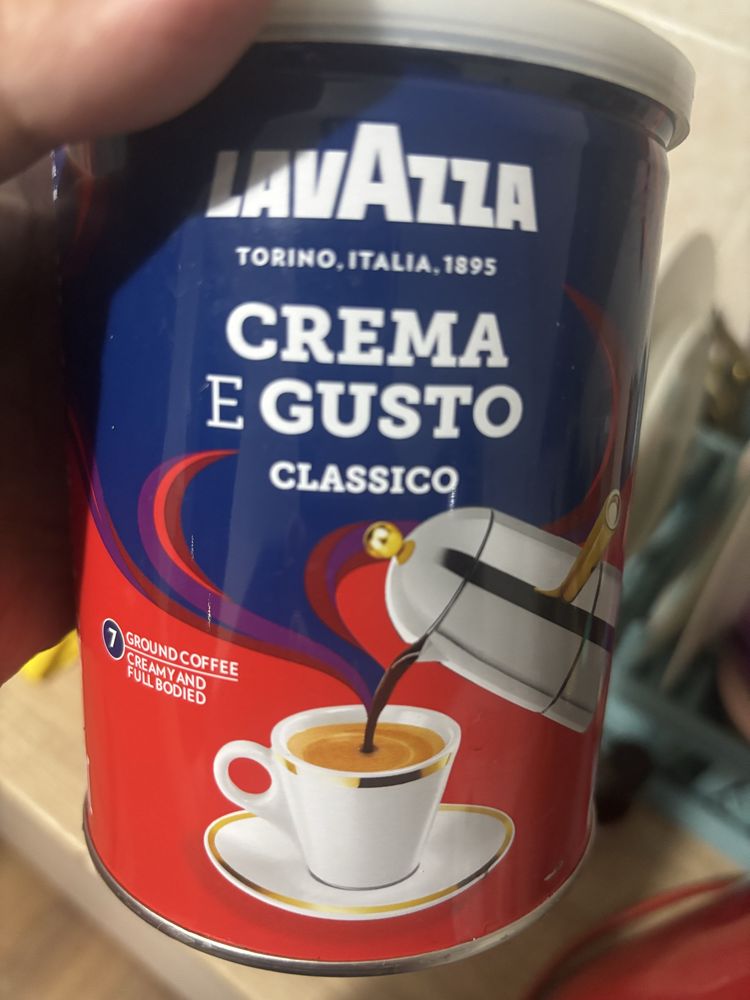 LAVAZZA
TORINO, ITALIA, 1895
CREMA
E GUSTO
CLASSICO
7
GROUND COFFEE
CREAMY AND
FULL BODIED